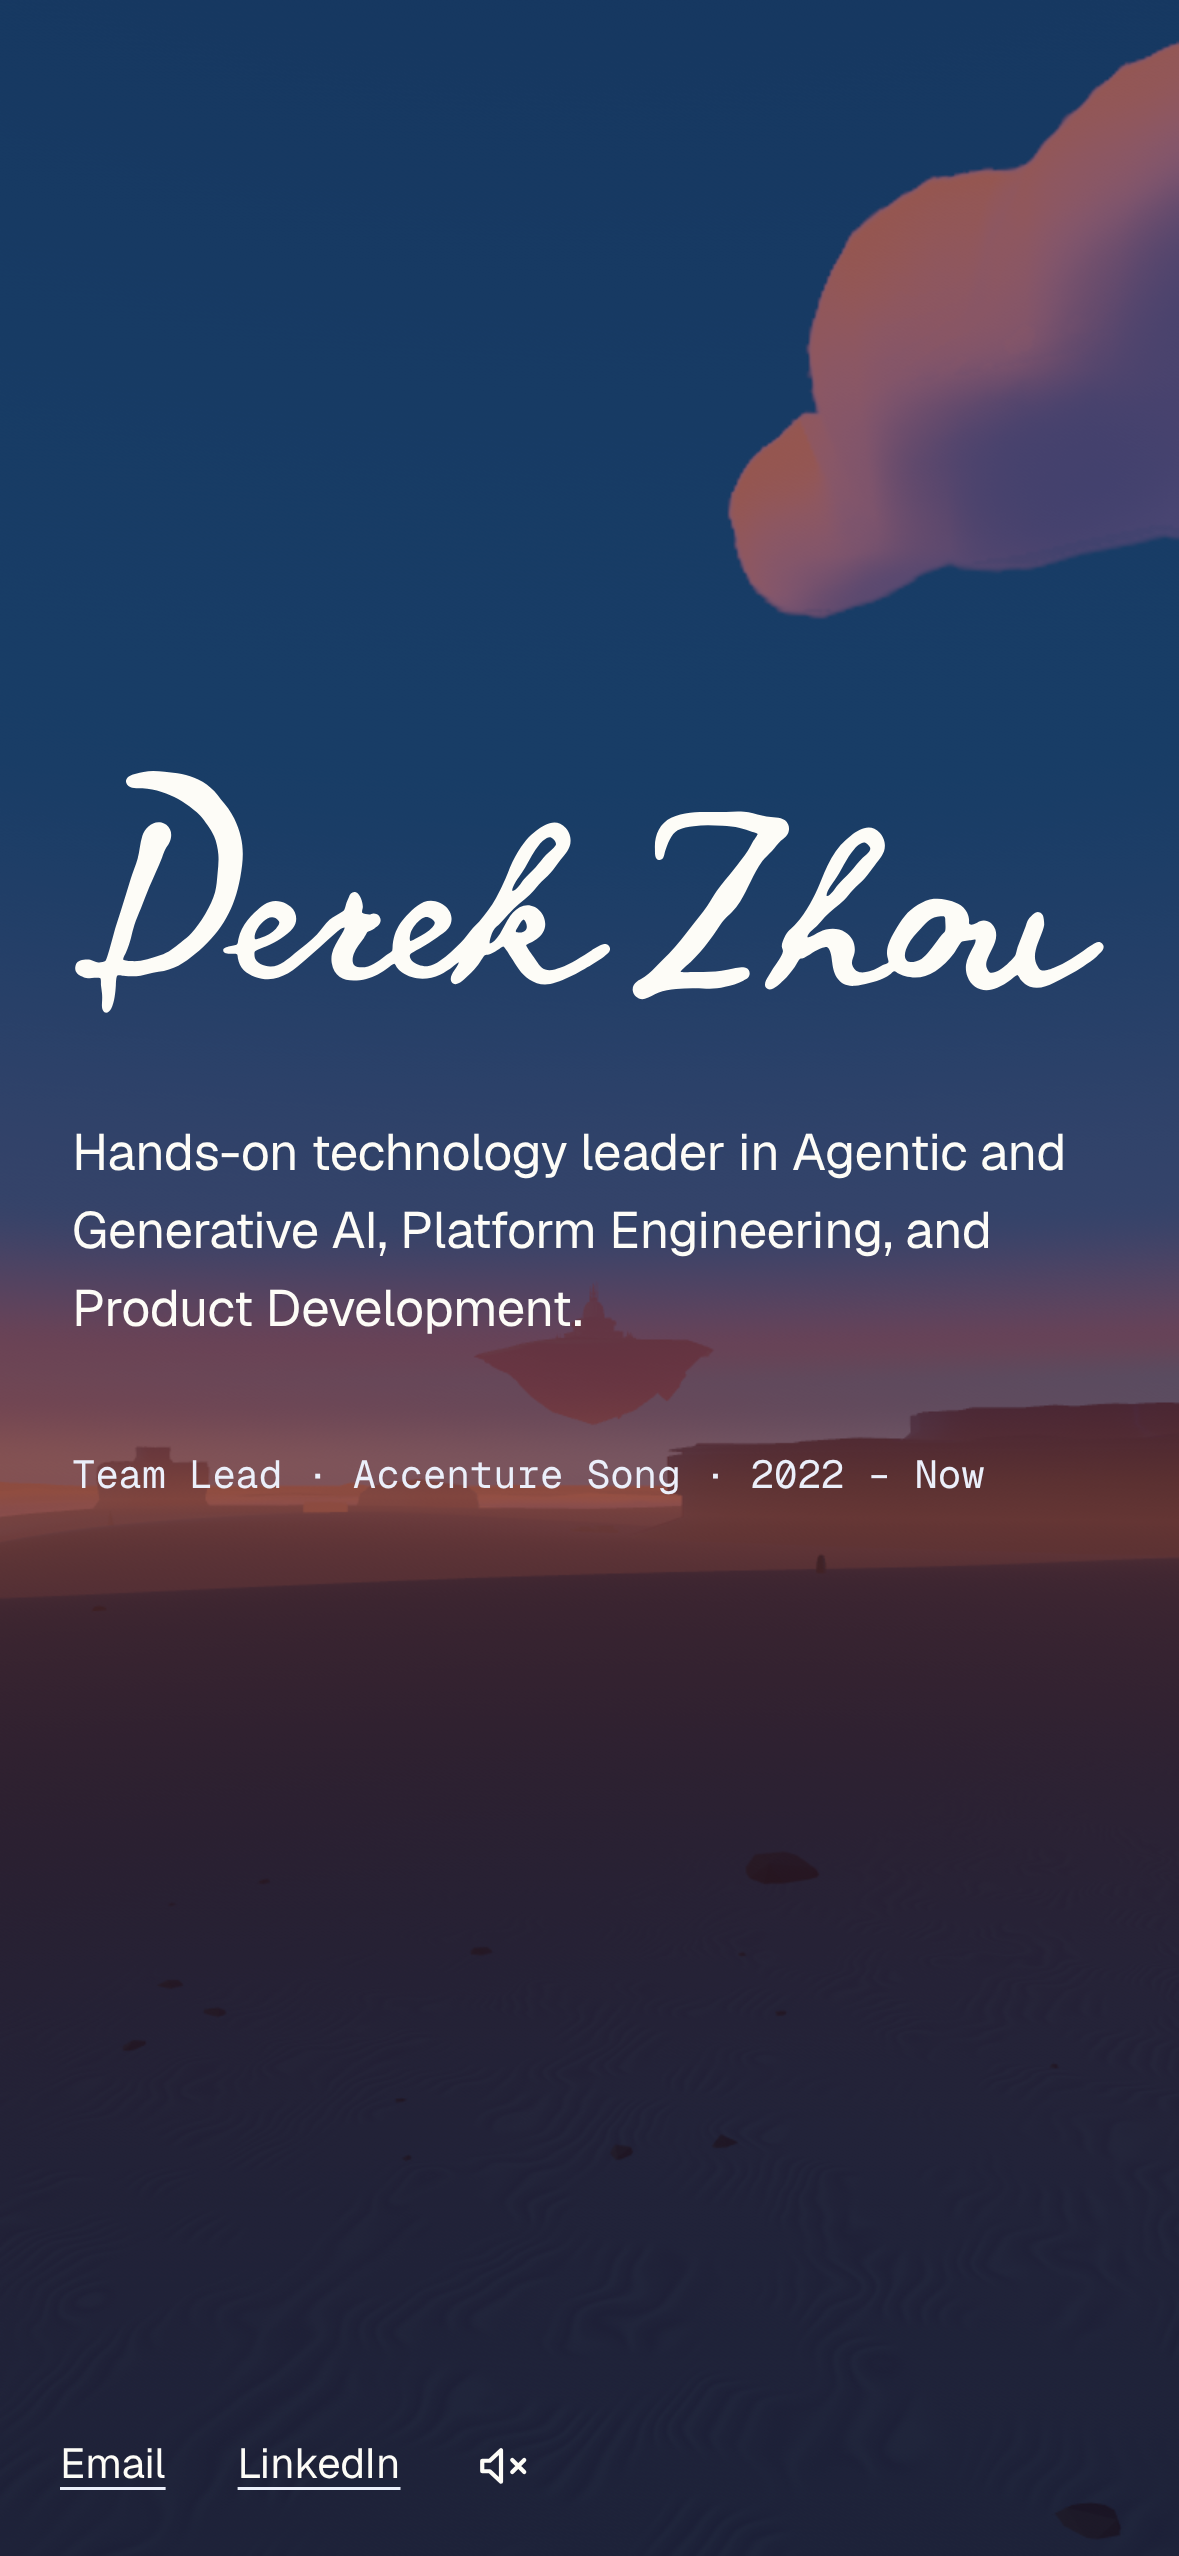 Derek Zhou
Hands-on technology leader in Agentic and
Generative AI, Platform Engineering, and
Product Development.
Team Lead · Accenture Song · 2022 – Now
Email LinkedIn